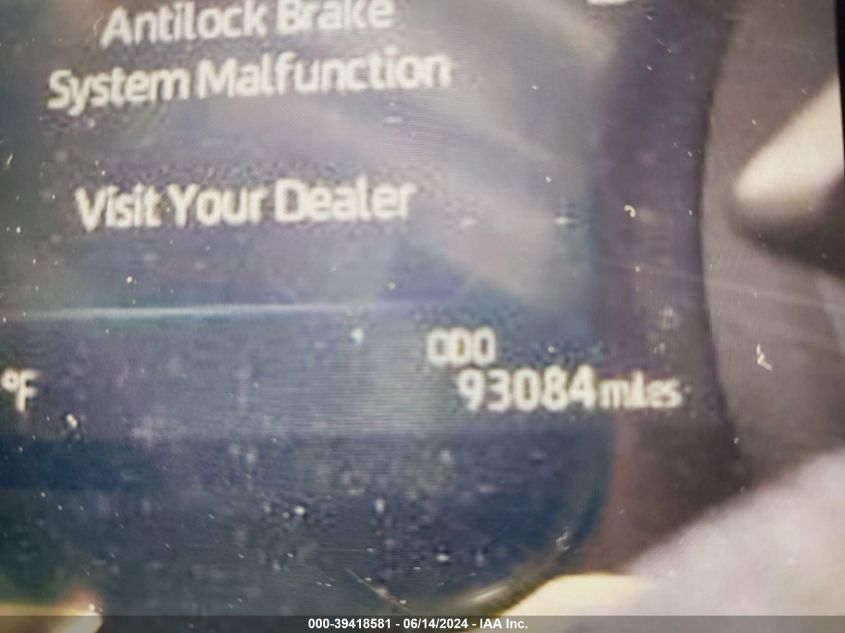 Antilock Brake
System Malfunction
Visit Your Dealer
ODO
°F
93084 miles
000-39418581 - 06/14/2024 - IAA Inc.